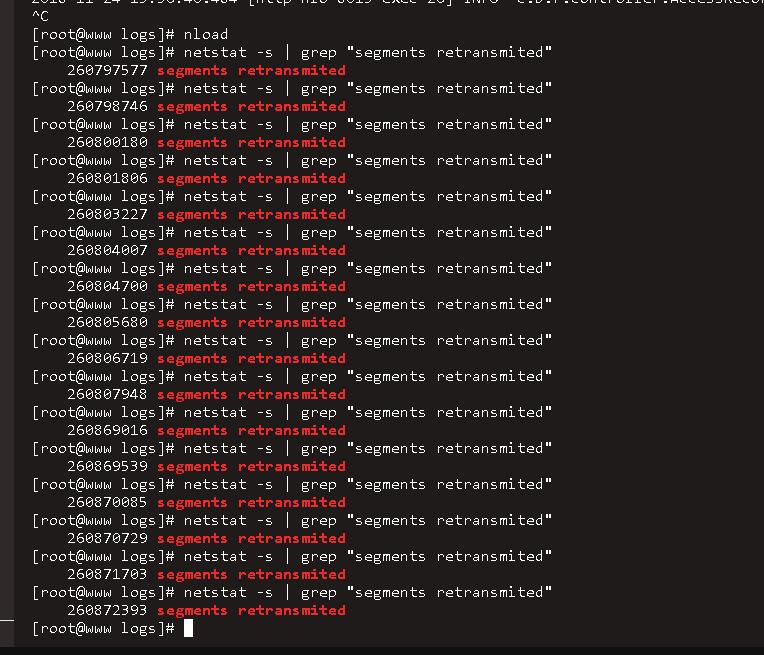 ^C
[root@www logs]# nload
[root@www logs]# netstat -s | grep "segments retransmited"
260797577 segments retransmited
[root@www logs]# netstat -s | grep "segments retransmited"
260798746 segments retransmited
[root@www logs]# netstat -s | grep "segments retransmited"
260800180 segments retransmited
[root@www logs]# netstat -s | grep "segments retransmited"
260801806 segments retransmited
[root@www logs]# netstat -s | grep "segments retransmited"
260803227 segments retransmited
[root@www logs]# netstat -s | grep "segments retransmited"
260804007 segments retransmited
[root@www logs]# netstat -s | grep "segments retransmited"
260804700 segments retransmited
[root@www logs]# netstat -s | grep "segments retransmited"
260805680 segments retransmited
[root@www logs]# netstat -s | grep "segments retransmited"
260806719 segments retransmited
[root@www logs]# netstat -s | grep "segments retransmited"
260807948 segments retransmited
[root@www logs]# netstat -s | grep "segments retransmited"
260869016 segments retransmited
[root@www logs]# netstat -s | grep "segments retransmited"
260869539 segments retransmited
[root@www logs]# netstat -s | grep "segments retransmited"
260870085 segments retransmited
[root@www logs]# netstat -s | grep "segments retransmited"
260870729 segments retransmited
[root@www logs]# netstat -s | grep "segments retransmited"
260871703 segments retransmited
[root@www logs]# netstat -s | grep "segments retransmited"
260872393 segments retransmited
[root@www logs]#